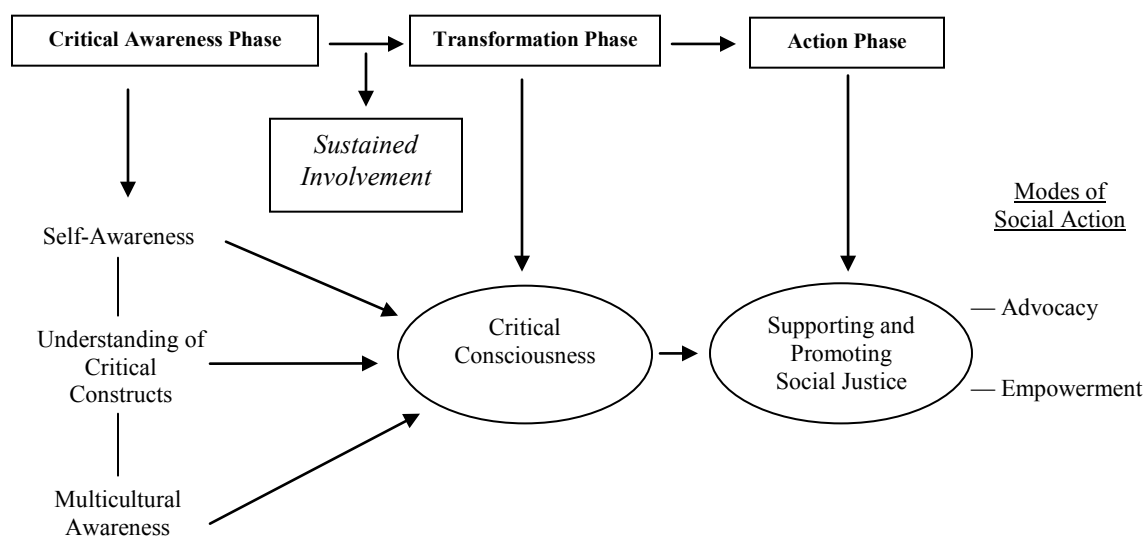 Critical Awareness Phase
Transformation Phase
Action Phase
Sustained
Involvement
Modes of
Social Action
Self-Awareness
Understanding of
Critical
Constructs
Multicultural
Awareness
Critical
Consciousness
Supporting and
Promoting
Social Justice
— Advocacy
— Empowerment